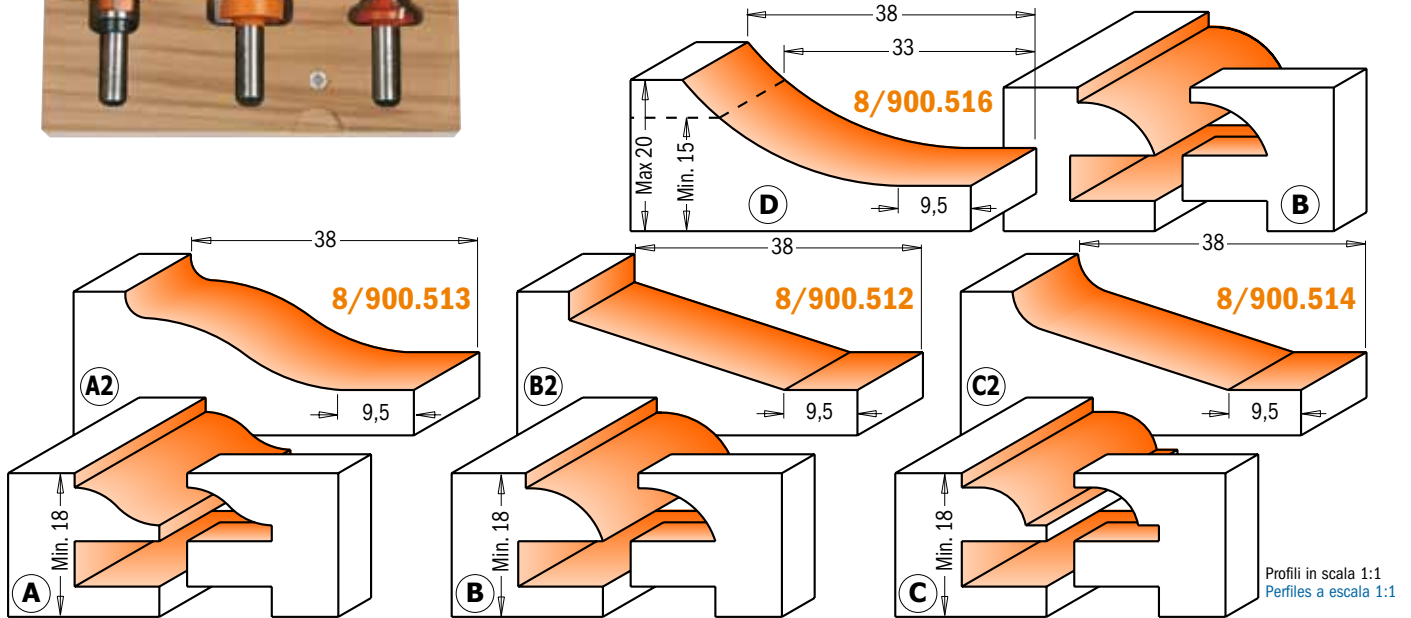 38
33
8/900.516
Max 20
Min. 15
D
9,5
B
38
8/900.513
A2
9,5
38
8/900.512
B2
9,5
38
8/900.514
C2
9,5
Min. 18
A
Min. 18
B
Min. 18
C
Profili in scala 1:1
Perfiles a escala 1:1